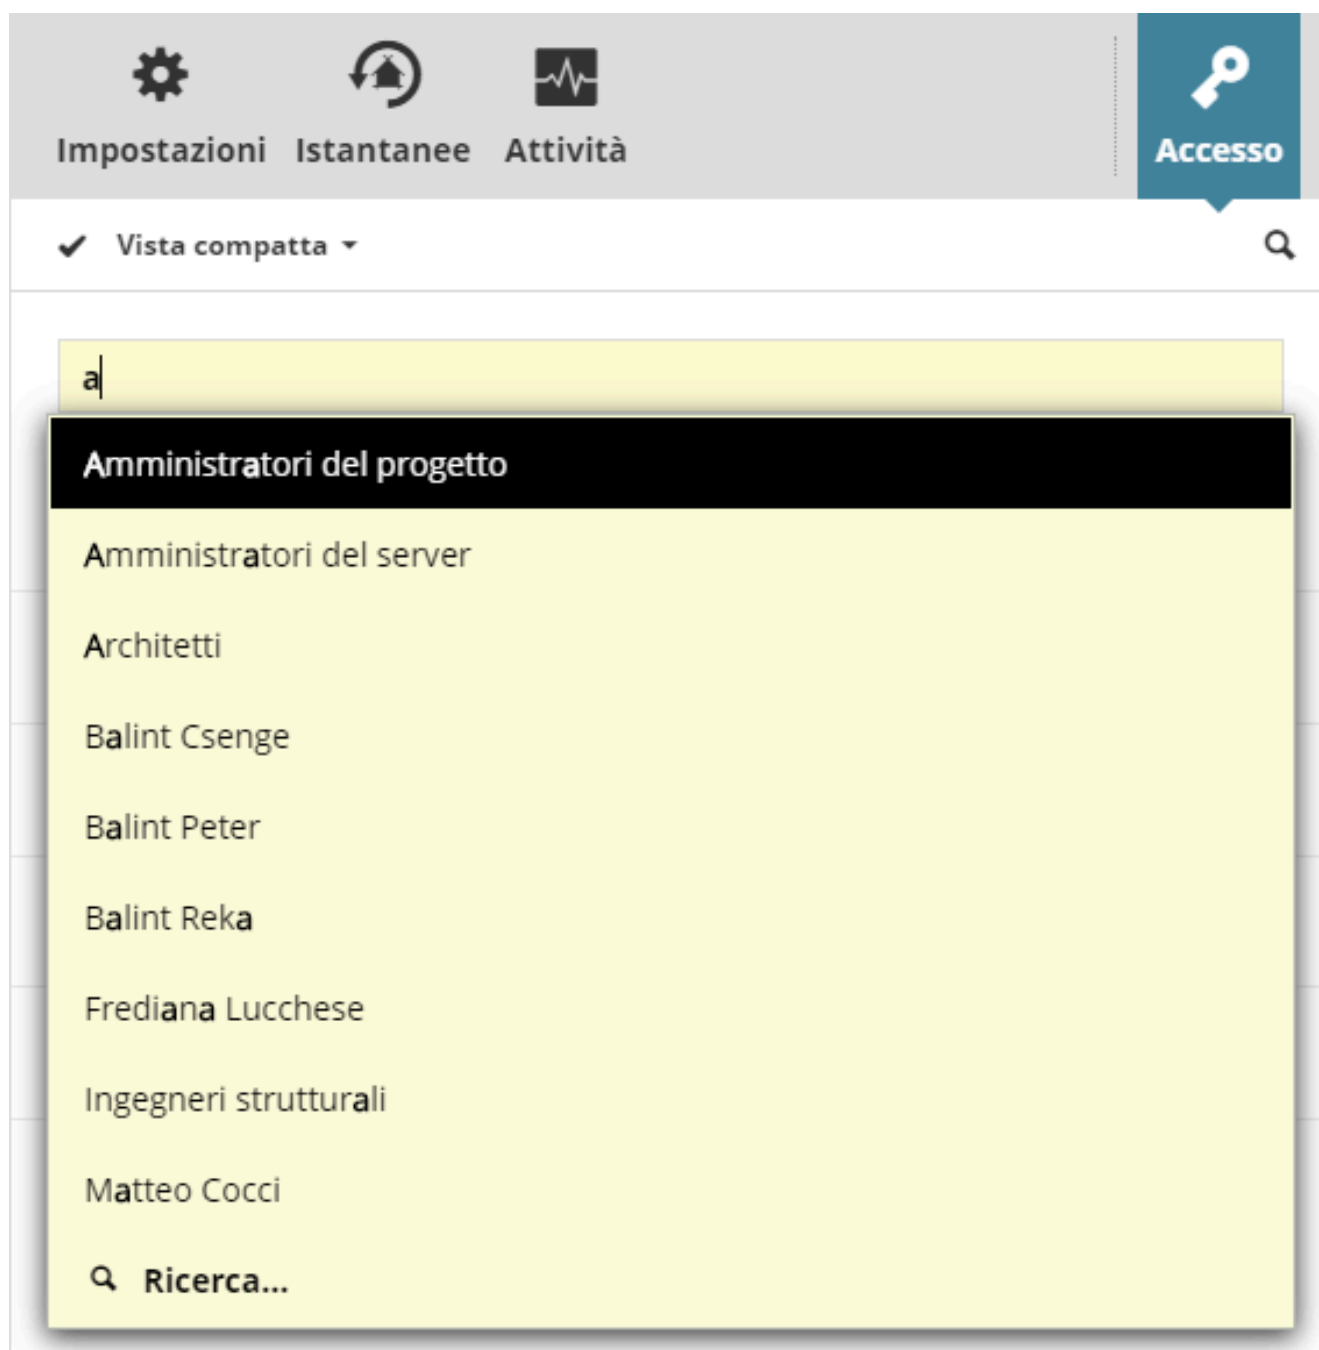 Impostazioni Istantanee Attività Accesso
Vista compatta
a
Amministratori del progetto
Amministratori del server
Architetti
Balint Csenge
Balint Peter
Balint Reka
Frediana Lucchese
Ingegneri strutturali
Matteo Cocci
Ricerca...